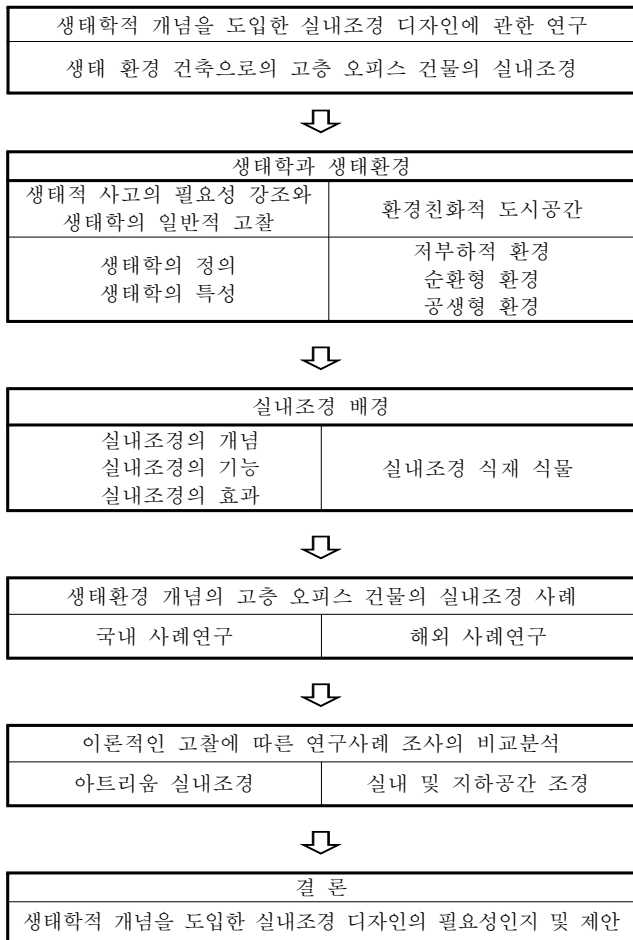 생태학적 개념을 도입한 실내조경 디자인에 관한 연구
생태 환경 건축으로의 고층 오피스 건물의 실내조경
생태학과 생태환경
생태적 사고의 필요성 강조와
생태학의 일반적 고찰
환경친화적 도시공간
생태학의 정의
생태학의 특성
저부하적 환경
순환형 환경
공생형 환경
실내조경 배경
실내조경의 개념
실내조경의 기능
실내조경의 효과
실내조경 식재 식물
생태환경 개념의 고층 오피스 건물의 실내조경 사례
국내 사례연구
해외 사례연구
이론적인 고찰에 따른 연구사례 조사의 비교분석
아트리움 실내조경
실내 및 지하공간 조경
결 론
생태학적 개념을 도입한 실내조경 디자인의 필요성인지 및 제안